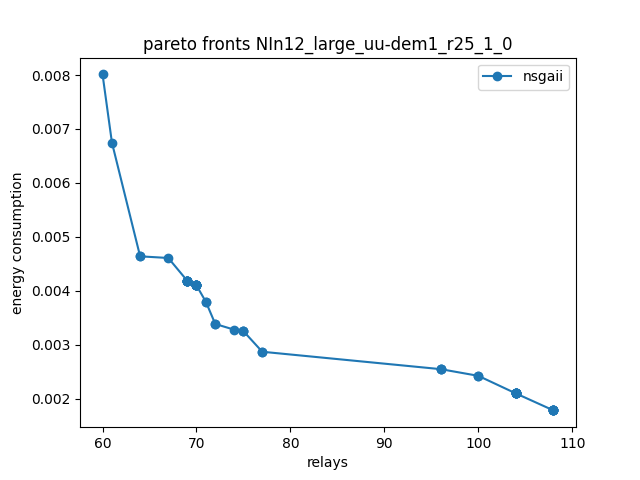 pareto fronts NIn12_large_uu-dem1_r25_1_0
nsgaii
0.008
0.007
0.006
0.005
0.004
0.003
0.002
energy consumption
60 70 80 90 100 110
relays